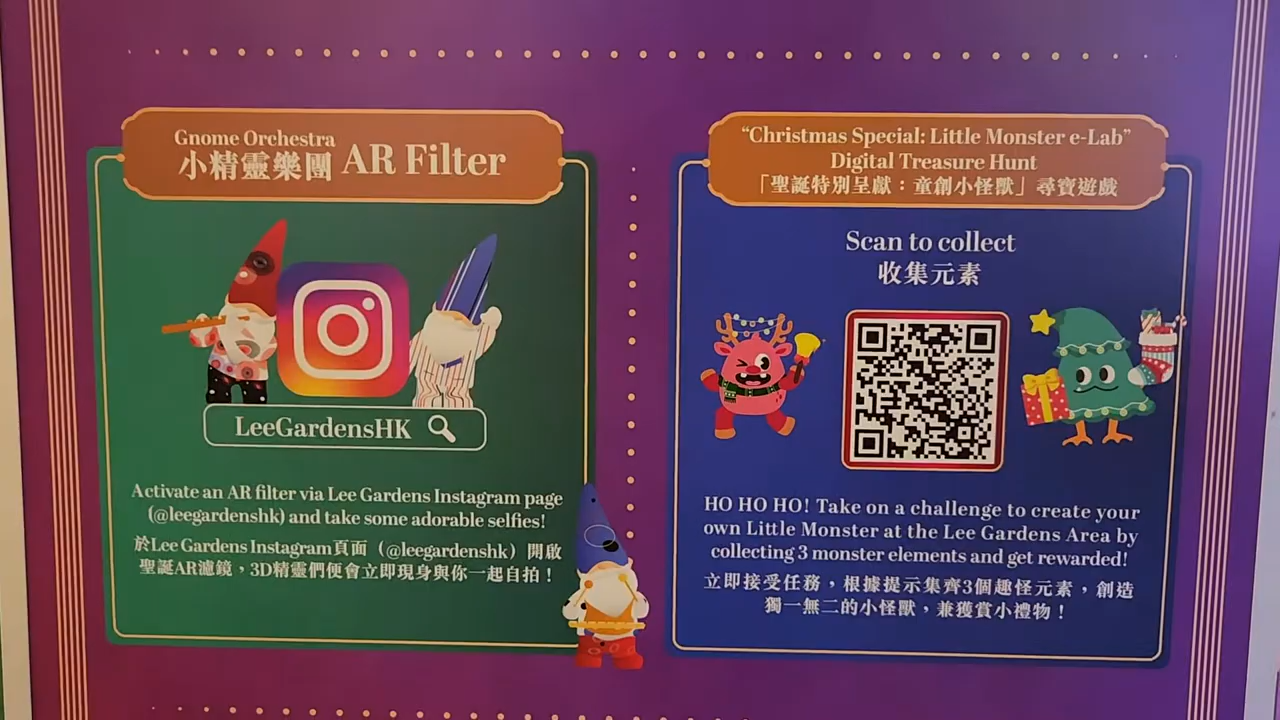 Gnome Orchestra
小精靈樂團 AR Filter
LeeGardensHK
Activate an AR filter via Lee Gardens Instagram page
(@leegardenshk) and take some adorable selfies!
於Lee Gardens Instagram頁面（@leegardenshk）開啟
聖誕AR濾鏡，3D精靈們便會立即現身與你一起自拍！
“Christmas Special: Little Monster e-Lab”
Digital Treasure Hunt
「聖誕特別呈獻：童創小怪獸」尋寶遊戲
Scan to collect
收集元素
HO HO HO! Take on a challenge to create your
own Little Monster at the Lee Gardens Area by
collecting 3 monster elements and get rewarded!
立即接受任務，根據提示集齊3個趣怪元素，創造
獨一無二的小怪獸，兼獲賞小禮物！